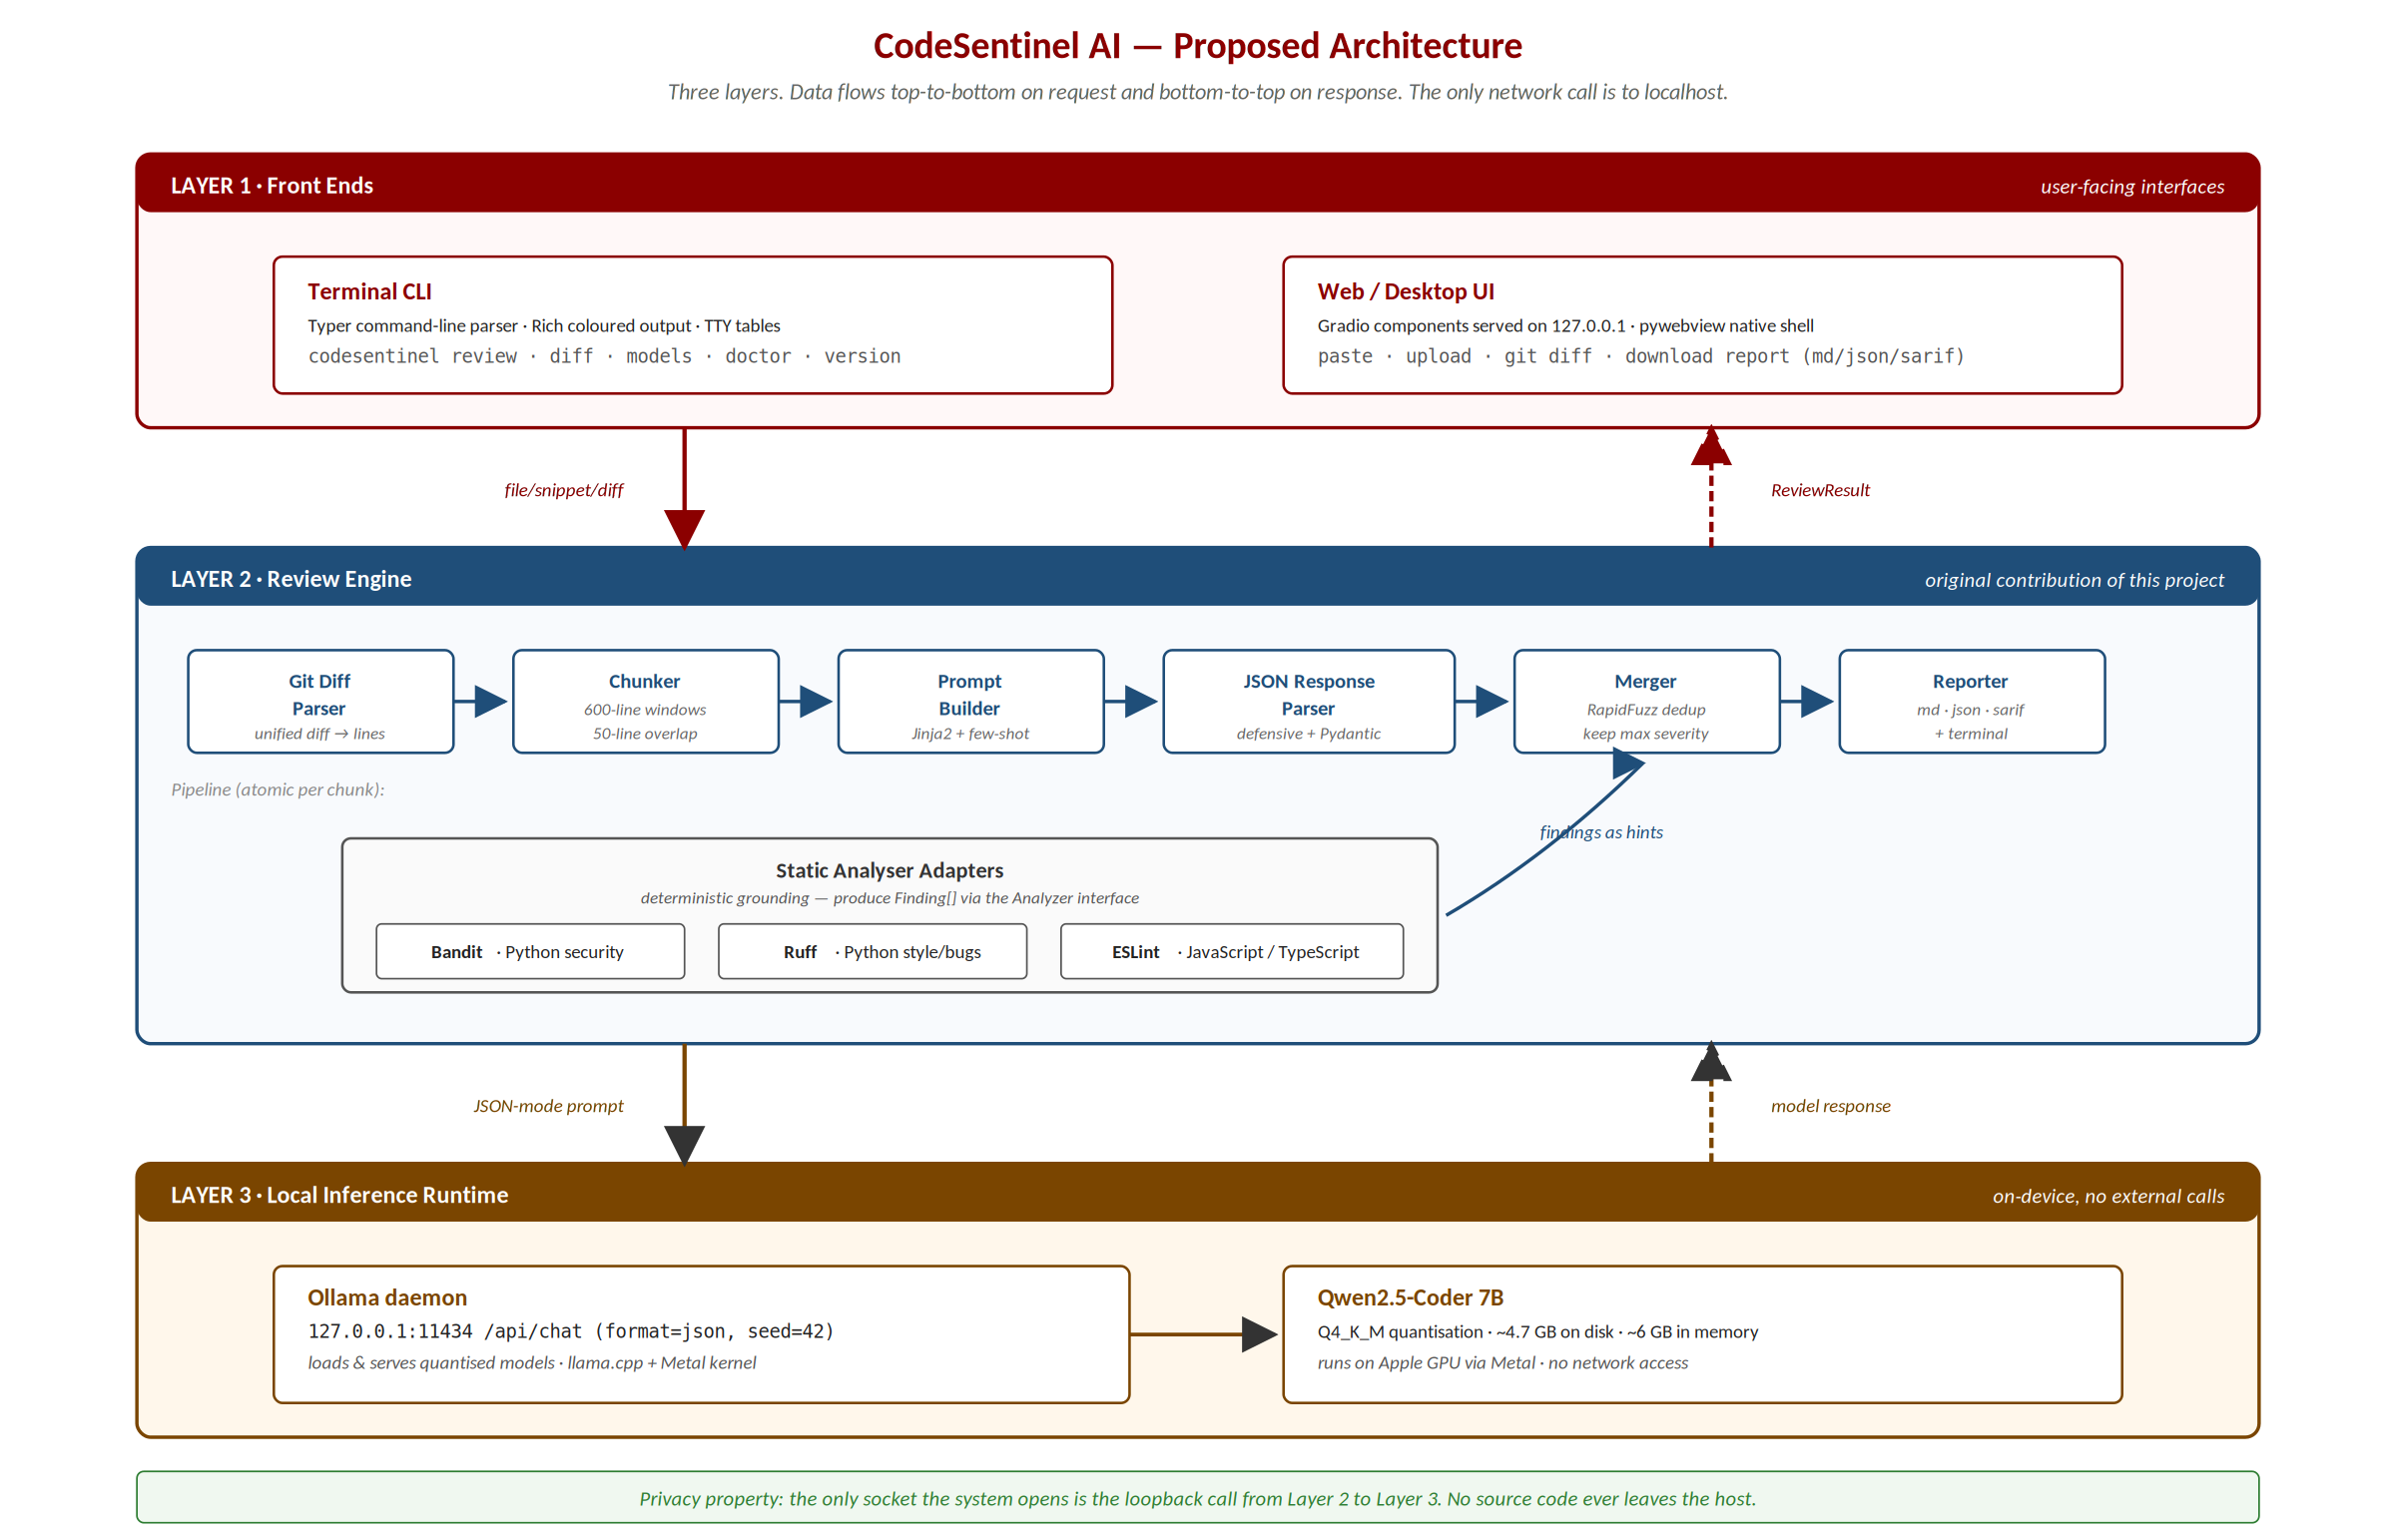 CodeSentinel AI — Proposed Architecture
Three layers. Data flows top-to-bottom on request and bottom-to-top on response. The only network call is to localhost.
LAYER 1 · Front Ends
user-facing interfaces
Terminal CLI
Typer command-line parser · Rich coloured output · TTY tables
codesentinel review · diff · models · doctor · version
Web / Desktop UI
Gradio components served on 127.0.0.1 · pywebview native shell
paste · upload · git diff · download report (md/json/sarif)
file/snippet/diff
ReviewResult
LAYER 2 · Review Engine
original contribution of this project
Git Diff
Parser
unified diff → lines
Chunker
600-line windows
50-line overlap
Prompt
Builder
Jinja2 + few-shot
JSON Response
Parser
defensive + Pydantic
Merger
RapidFuzz dedup
keep max severity
Reporter
md · json · sarif
+ terminal
Pipeline (atomic per chunk):
findings as hints
Static Analyser Adapters
deterministic grounding — produce Finding[] via the Analyzer interface
Bandit · Python security
Ruff · Python style/bugs
ESLint · JavaScript / TypeScript
JSON-mode prompt
model response
LAYER 3 · Local Inference Runtime
on-device, no external calls
Ollama daemon
127.0.0.1:11434 /api/chat (format=json, seed=42)
loads & serves quantised models · llama.cpp + Metal kernel
Qwen2.5-Coder 7B
Q4_K_M quantisation · ~4.7 GB on disk · ~6 GB in memory
runs on Apple GPU via Metal · no network access
Privacy property: the only socket the system opens is the loopback call from Layer 2 to Layer 3. No source code ever leaves the host.